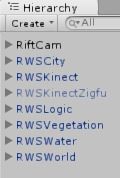 Hierarchy
Create All
RiftCam
RWSCity
RWSKinect
RWSKinectZigfu
RWSLogic
RWSVegetation
RWSWater
RWSWorld